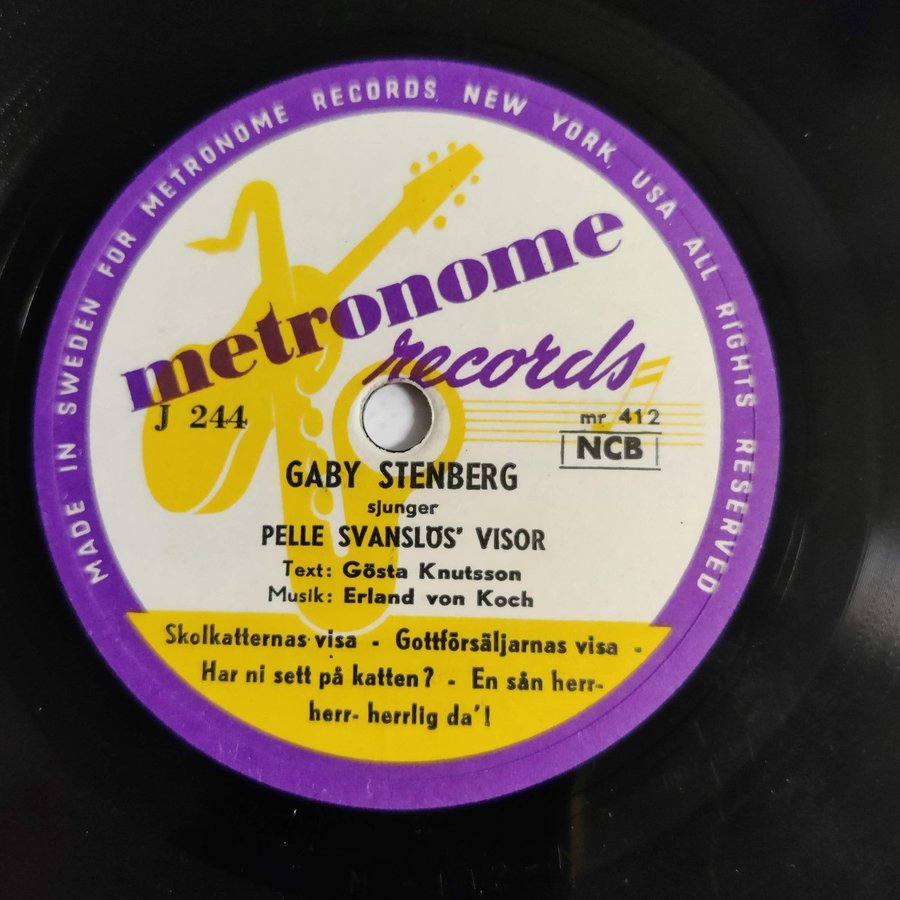 MADE IN SWEDEN FOR METRONOME RECORDS NEW YORK, USA ALL RIGHTS RESERVED
metronome
records
J 244
mr 412
NCB
GABY STENBERG
sjunger
PELLE SVANSLÖS' VISOR
Text: Gösta Knutsson
Musik: Erland von Koch
Skolkatternas visa - Gottförsäljarnas visa -
Har ni sett på katten? - En sån herr-
herr- herrlig da'!